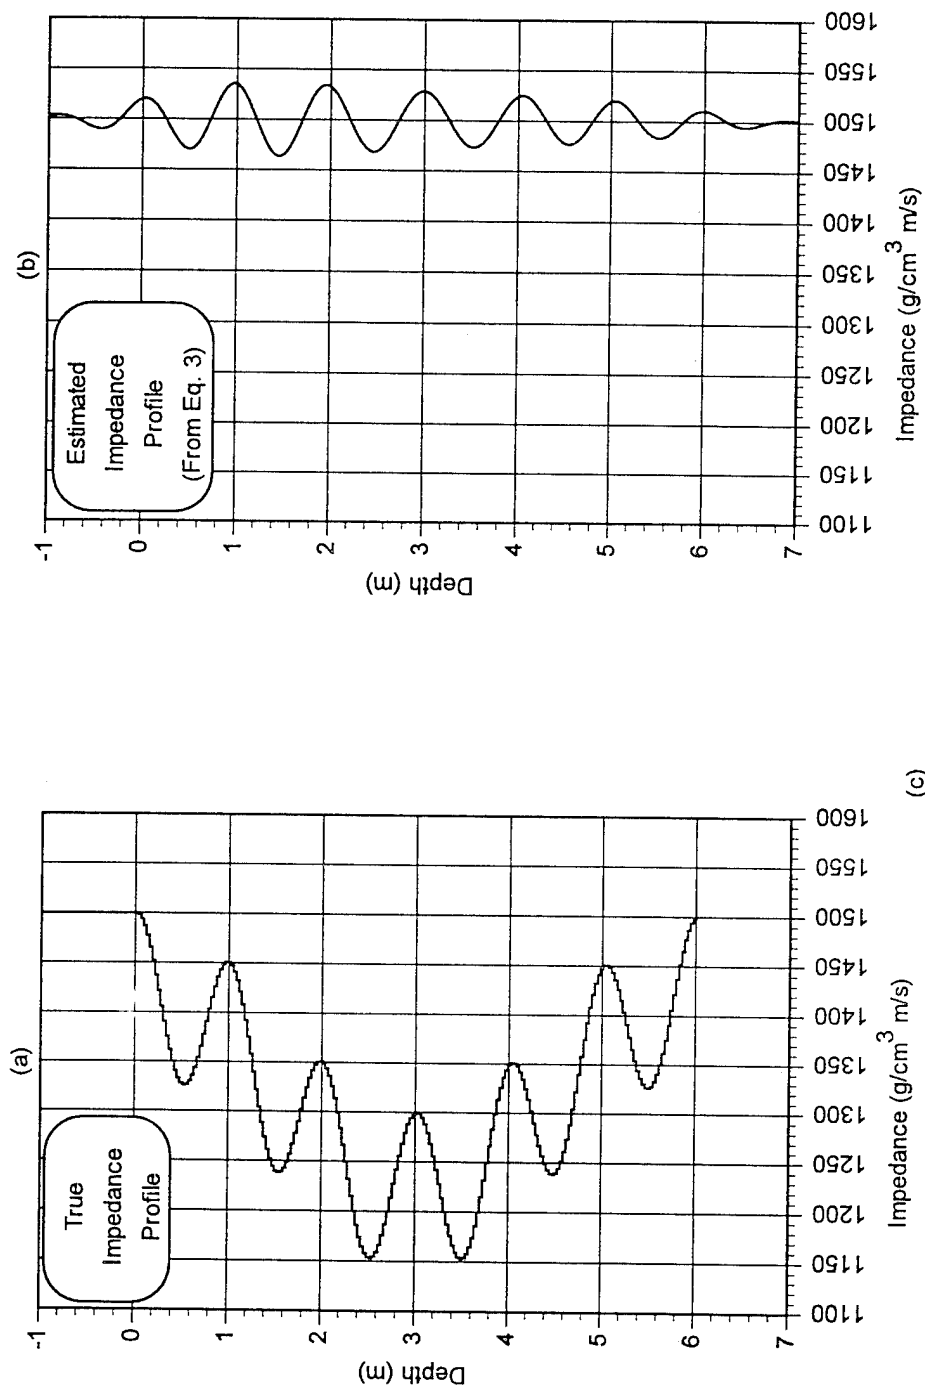 (a)
True
Impedance
Profile
Depth (m)
-1
0
1
2
3
4
5
6
7
1100
1150
1200
1250
1300
1350
1400
1450
1500
1550
1600
Impedance (g/cm³ m/s)
(b)
Estimated
Impedance
Profile
(From Eq. 3)
Depth (m)
-1
0
1
2
3
4
5
6
7
1100
1150
1200
1250
1300
1350
1400
1450
1500
1550
1600
Impedance (g/cm³ m/s)
(c)